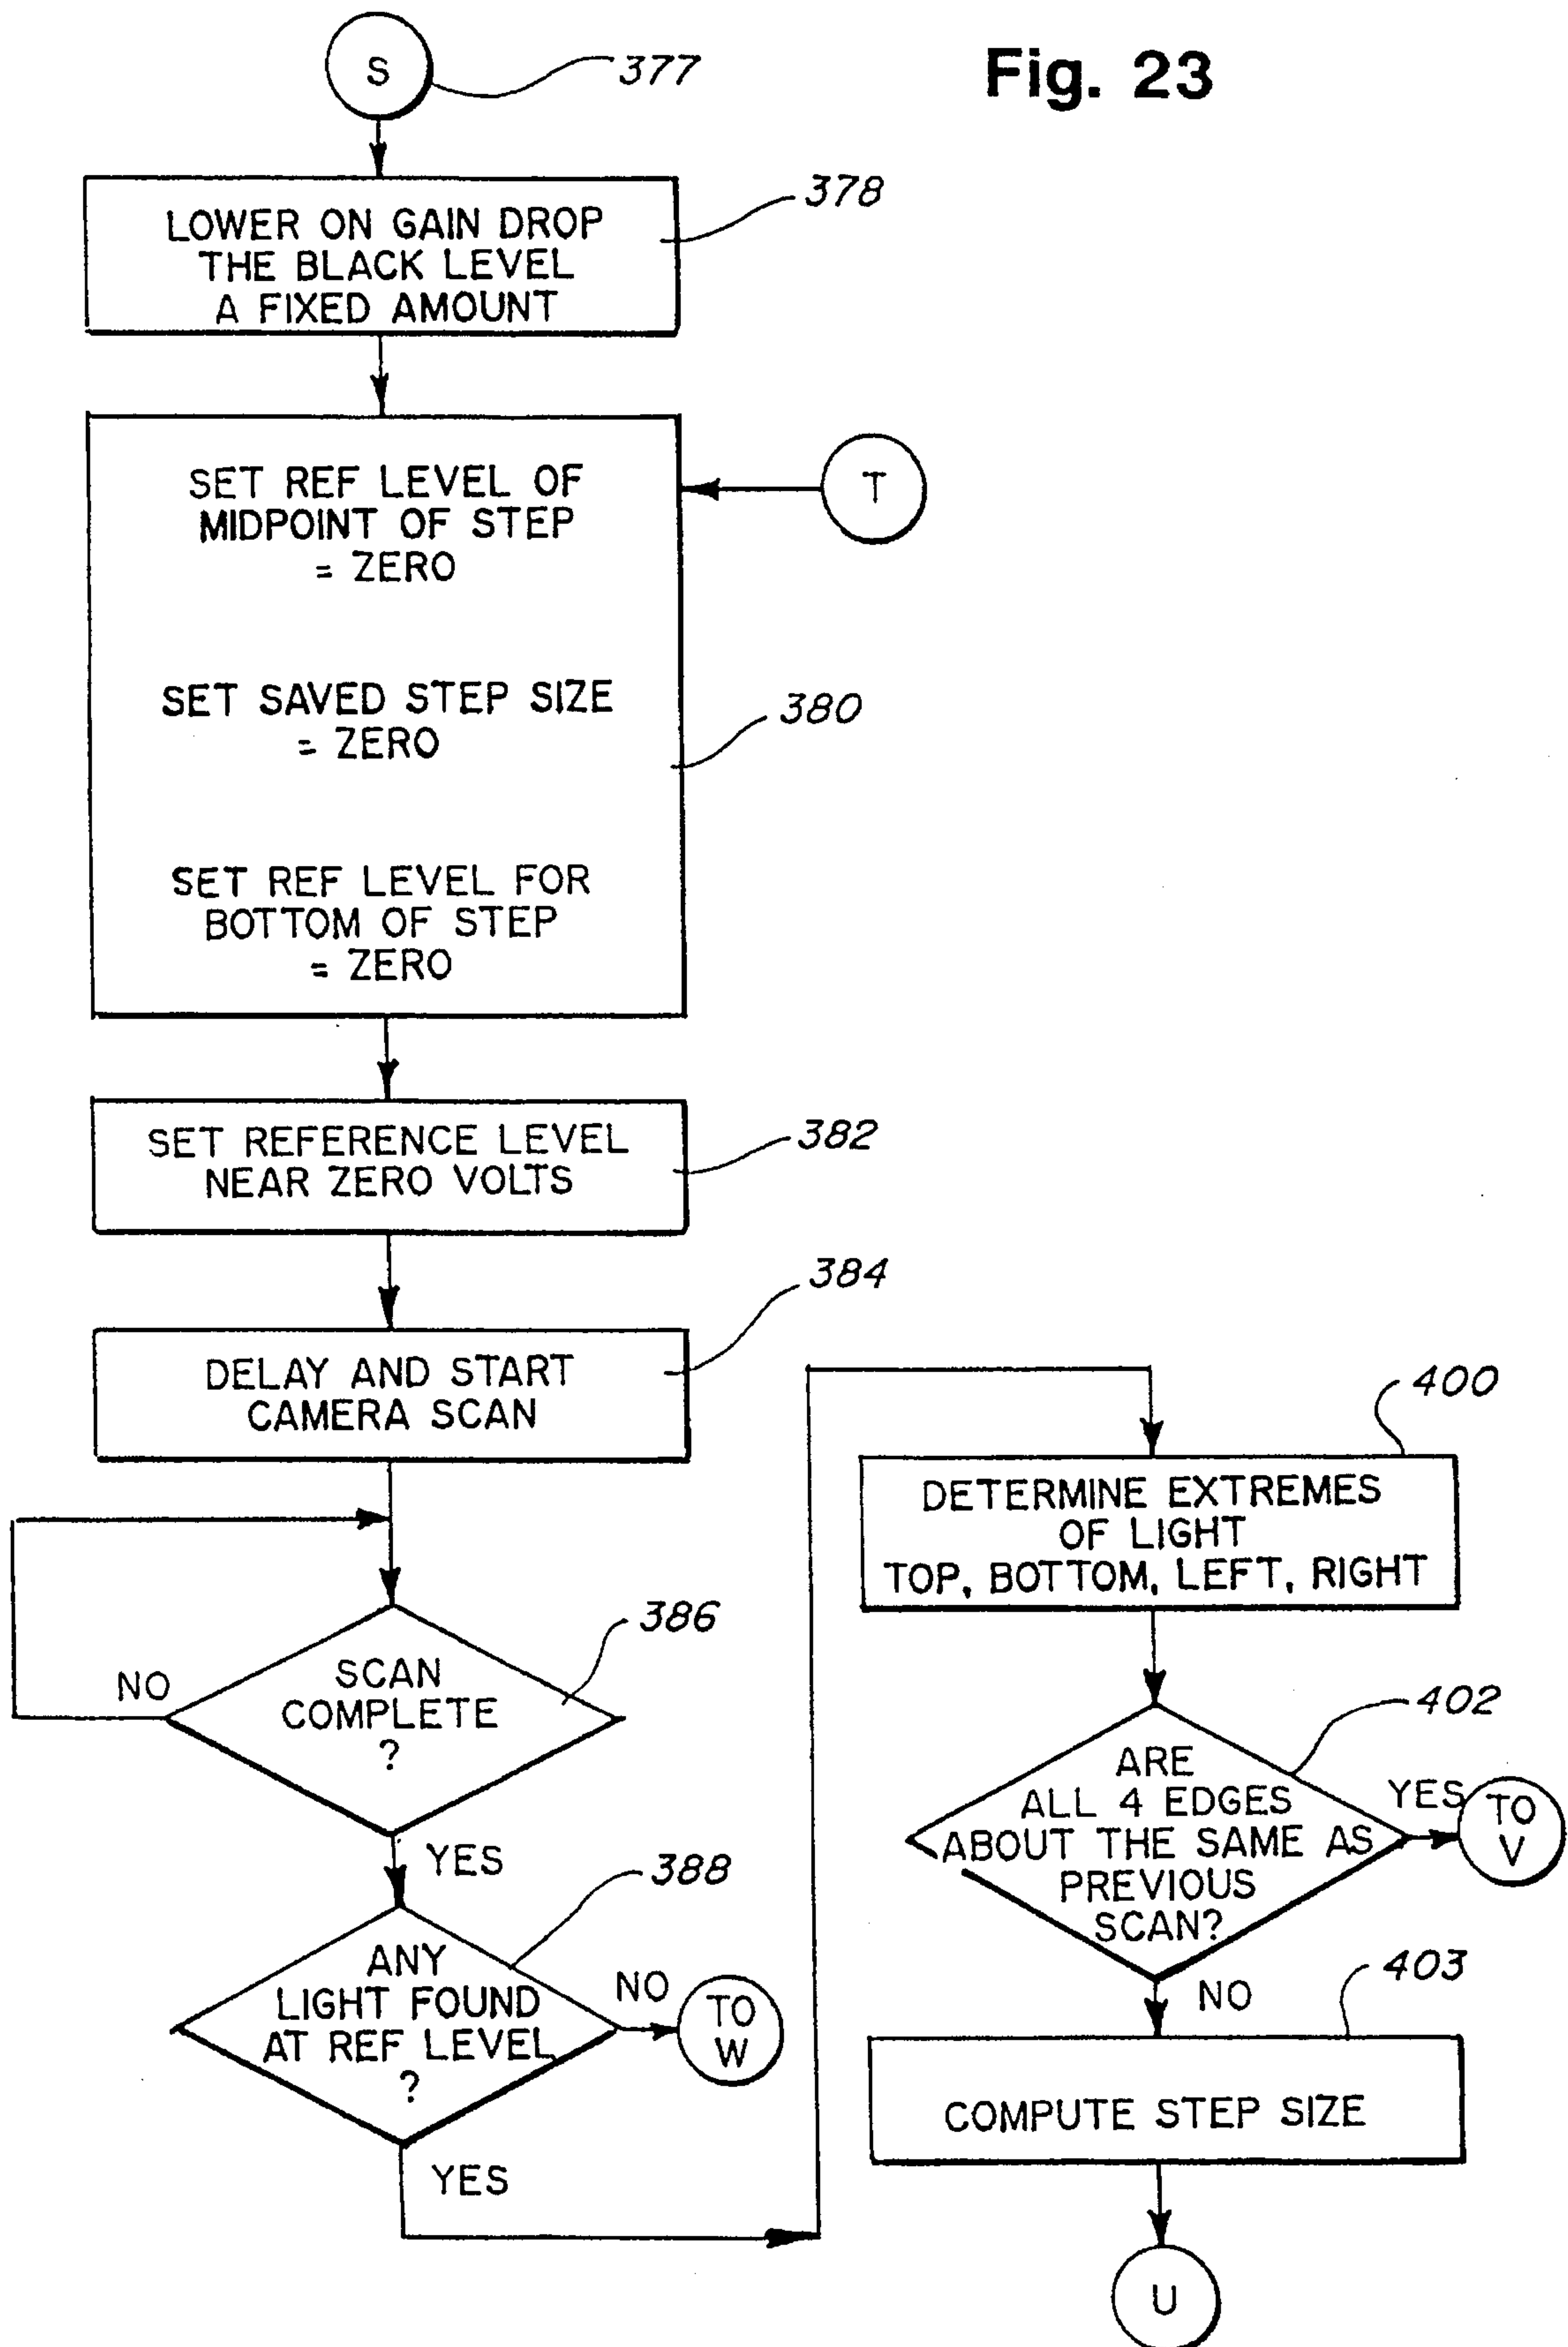 Fig. 23
S
377
378
LOWER ON GAIN DROP
THE BLACK LEVEL
A FIXED AMOUNT
SET REF LEVEL OF
MIDPOINT OF STEP
= ZERO
T
SET SAVED STEP SIZE
= ZERO
380
SET REF LEVEL FOR
BOTTOM OF STEP
= ZERO
SET REFERENCE LEVEL
NEAR ZERO VOLTS
382
384
DELAY AND START
CAMERA SCAN
386
NO
SCAN
COMPLETE
?
YES
388
ANY
LIGHT FOUND
AT REF LEVEL
?
NO
TO
W
YES
400
DETERMINE EXTREMES
OF LIGHT
TOP, BOTTOM, LEFT, RIGHT
402
ARE
ALL 4 EDGES
ABOUT THE SAME AS
PREVIOUS
SCAN?
YES
TO
V
NO
403
COMPUTE STEP SIZE
U